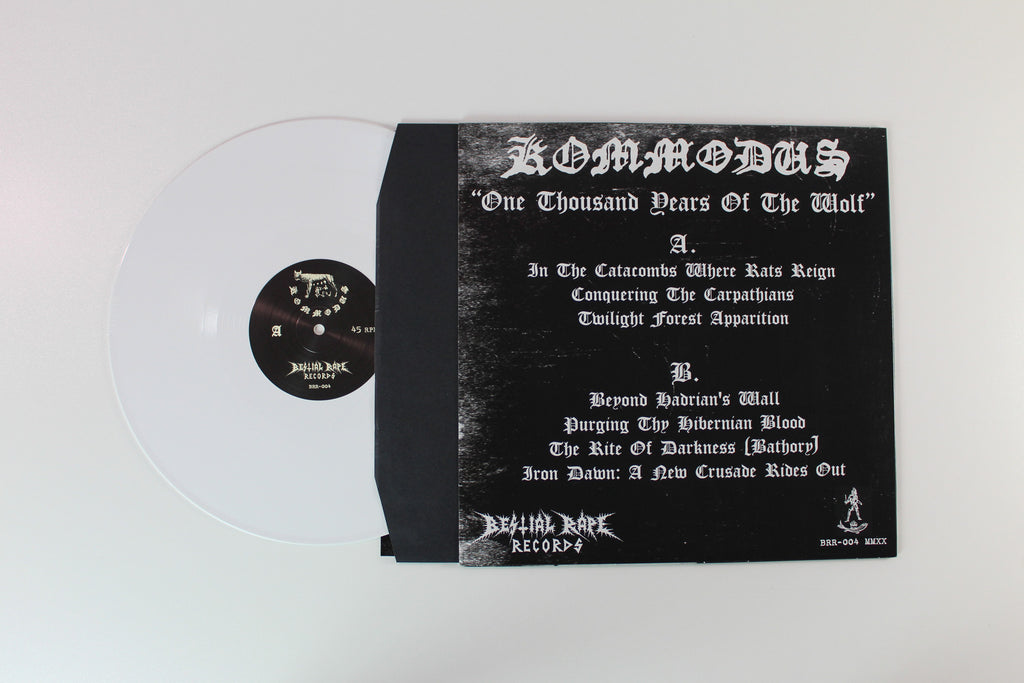 KOMMODUS
A
45 RP
BESTIAL RAPE
RECORDS
BRR-004
KOMMODUS
"One Thousand Years Of The Wolf"
A.
In The Catacombs Where Rats Reign
Conquering The Carpathians
Twilight Forest Apparition
B.
Beyond Hadrian's Wall
Purging Thy Hibernian Blood
The Rite Of Darkness (Bathory)
Iron Dawn: A New Crusade Rides Out
BESTIAL RAPE
RECORDS
BRR-004 MMXX